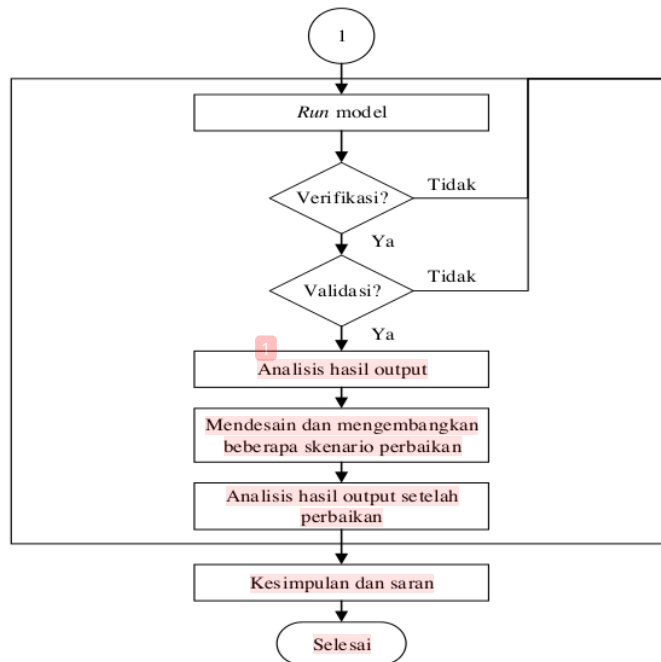 1
Run model
Verifikasi?
Tidak
Ya
Validasi?
Tidak
Ya
1
Analisis hasil output
Mendesain dan mengembangkan
beberapa skenario perbaikan
Analisis hasil output setelah
perbaikan
Kesimpulan dan saran
Selesai